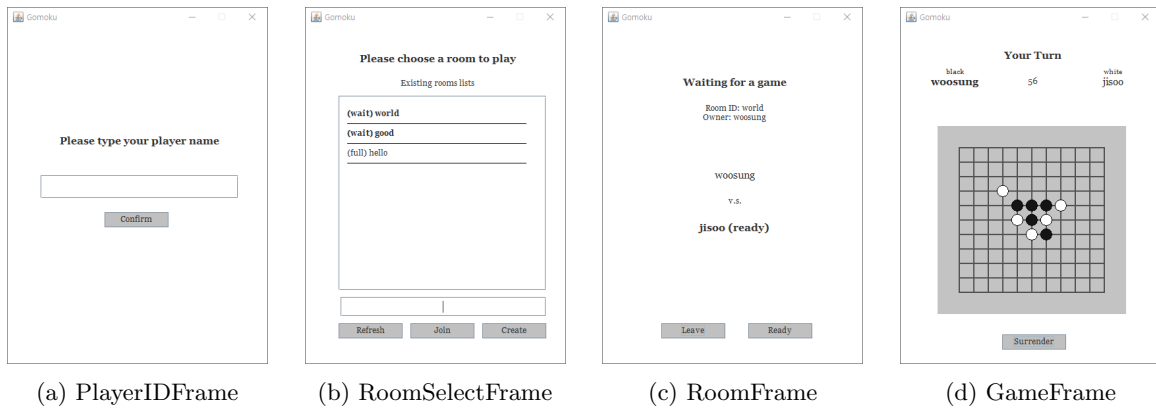 Gomoku
Please type your player name
Confirm
(a) PlayerIDFrame
Gomoku
Please choose a room to play
Existing rooms lists
(wait) world
(wait) good
(full) hello
Refresh Join Create
(b) RoomSelectFrame
Gomoku
Waiting for a game
Room ID: world
Owner: woosung
woosung
v.s.
jisoo (ready)
Leave Ready
(c) RoomFrame
Gomoku
Your Turn
black white
woosung 56 jisoo
Surrender
(d) GameFrame